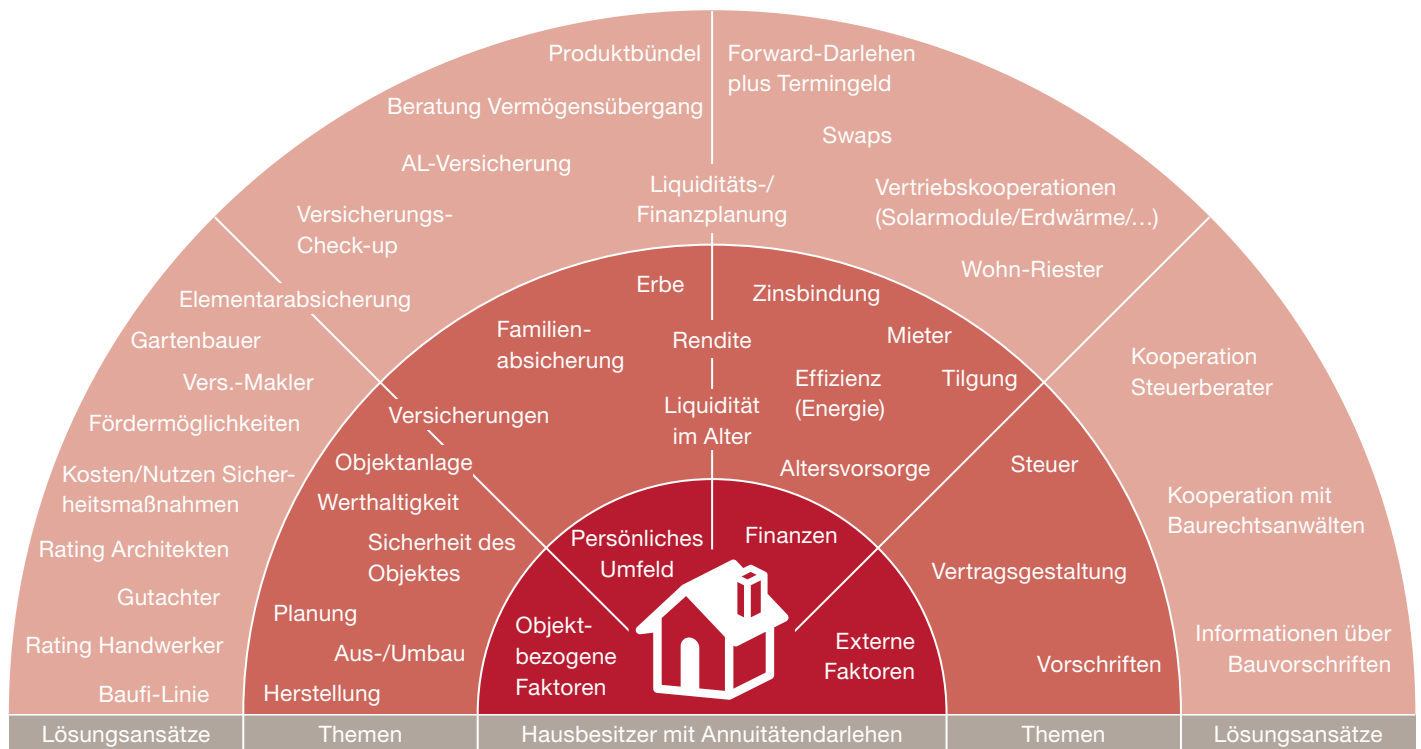 Produktbündel
Forward-Darlehen
plus Termingeld
Beratung Vermögensübergang
Swaps
AL-Versicherung
Liquiditäts-/
Finanzplanung
Vertriebskooperationen
(Solarmodule/Erdwärme/…)
Versicherungs-
Check-up
Wohn-Riester
Elementarabsicherung
Gartenbauer
Vers.-Makler
Fördermöglichkeiten
Kosten/Nutzen Sicher-
heitsmaßnahmen
Rating Architekten
Gutachter
Rating Handwerker
Baufi-Linie
Erbe
Zinsbindung
Familien-
absicherung
Rendite
Mieter
Effizienz
(Energie)
Tilgung
Versicherungen
Liquidität
im Alter
Objektanlage
Altersvorsorge
Werthaltigkeit
Sicherheit des
Objektes
Planung
Aus-/Umbau
Herstellung
Persönliches
Umfeld
Finanzen
Objekt-
bezogene
Faktoren
Externe
Faktoren
Steuer
Vertragsgestaltung
Vorschriften
Kooperation
Steuerberater
Kooperation mit
Baurechtsanwälten
Informationen über
Bauvorschriften
Lösungsansätze
Themen
Hausbesitzer mit Annuitätendarlehen
Themen
Lösungsansätze